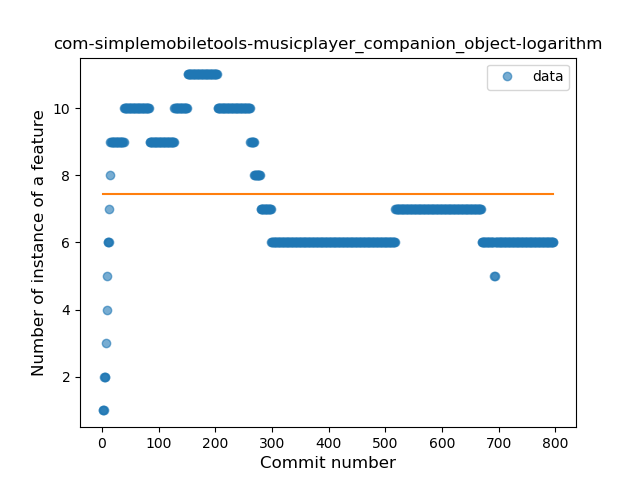 com-simplemobiletools-musicplayer_companion_object-logarithm
data
Number of instance of a feature
10
8
6
4
2
0 100 200 300 400 500 600 700 800
Commit number